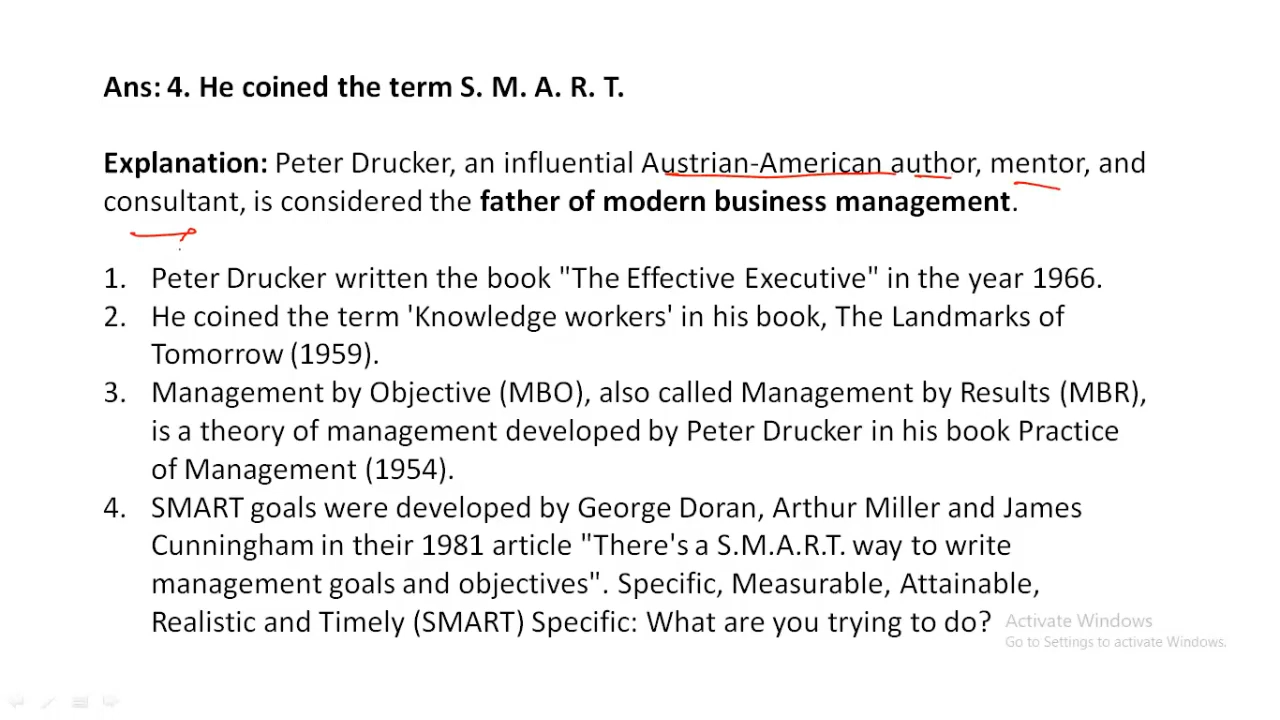 Ans: 4. He coined the term S. M. A. R. T.
Explanation: Peter Drucker, an influential Austrian-American author, mentor, and
consultant, is considered the father of modern business management.
1. Peter Drucker written the book "The Effective Executive" in the year 1966.
2. He coined the term 'Knowledge workers' in his book, The Landmarks of
Tomorrow (1959).
3. Management by Objective (MBO), also called Management by Results (MBR),
is a theory of management developed by Peter Drucker in his book Practice
of Management (1954).
4. SMART goals were developed by George Doran, Arthur Miller and James
Cunningham in their 1981 article "There's a S.M.A.R.T. way to write
management goals and objectives". Specific, Measurable, Attainable,
Realistic and Timely (SMART) Specific: What are you trying to do?
Activate Windows
Go to Settings to activate Windows.